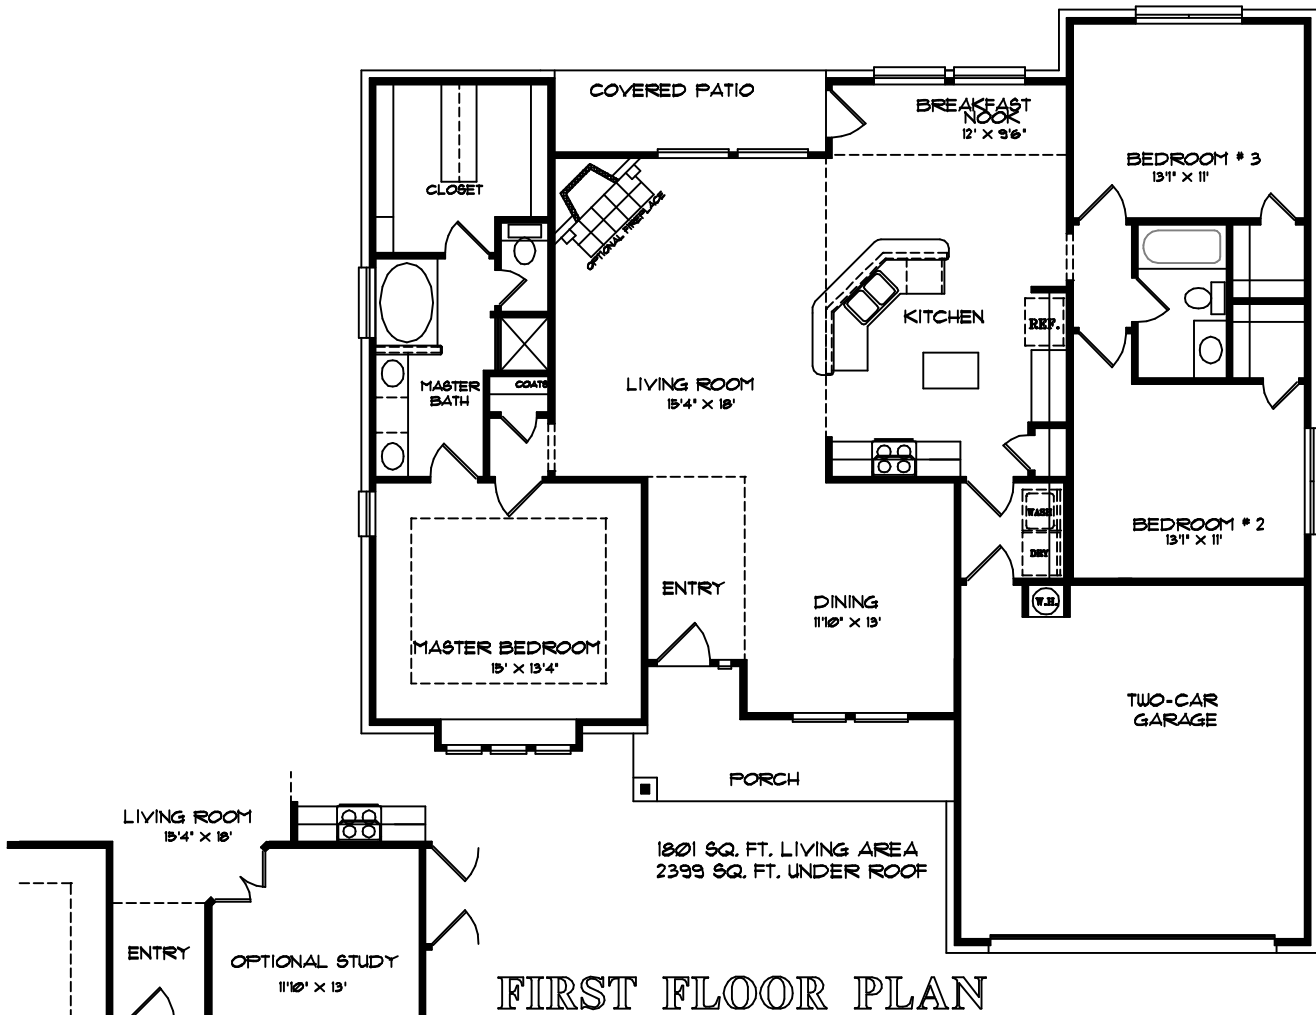 COVERED PATIO
BREAKFAST
NOOK
12' X 9'6"
BEDROOM # 3
13'1" X 11'
CLOSET
OPTIONAL FIREPLACE
KITCHEN
REF.
LIVING ROOM
15'4" X 18'
MASTER
BATH
COATS
WASH
DRY
BEDROOM # 2
13'1" X 11'
ENTRY
DINING
11'10" X 13'
W.H.
MASTER BEDROOM
15' X 13'4"
TWO-CAR
GARAGE
PORCH
LIVING ROOM
15'4" X 18'
1801 SQ. FT. LIVING AREA
2399 SQ. FT. UNDER ROOF
ENTRY
OPTIONAL STUDY
11'10" X 13'
FIRST FLOOR PLAN